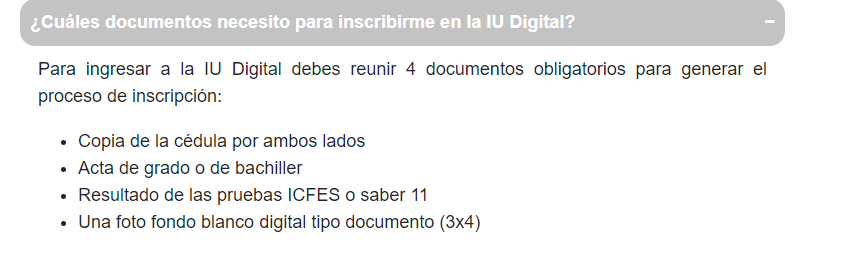 ¿Cuáles documentos necesito para inscribirme en la IU Digital?
Para ingresar a la IU Digital debes reunir 4 documentos obligatorios para generar el
proceso de inscripción:
• Copia de la cédula por ambos lados
• Acta de grado o de bachiller
• Resultado de las pruebas ICFES o saber 11
• Una foto fondo blanco digital tipo documento (3x4)